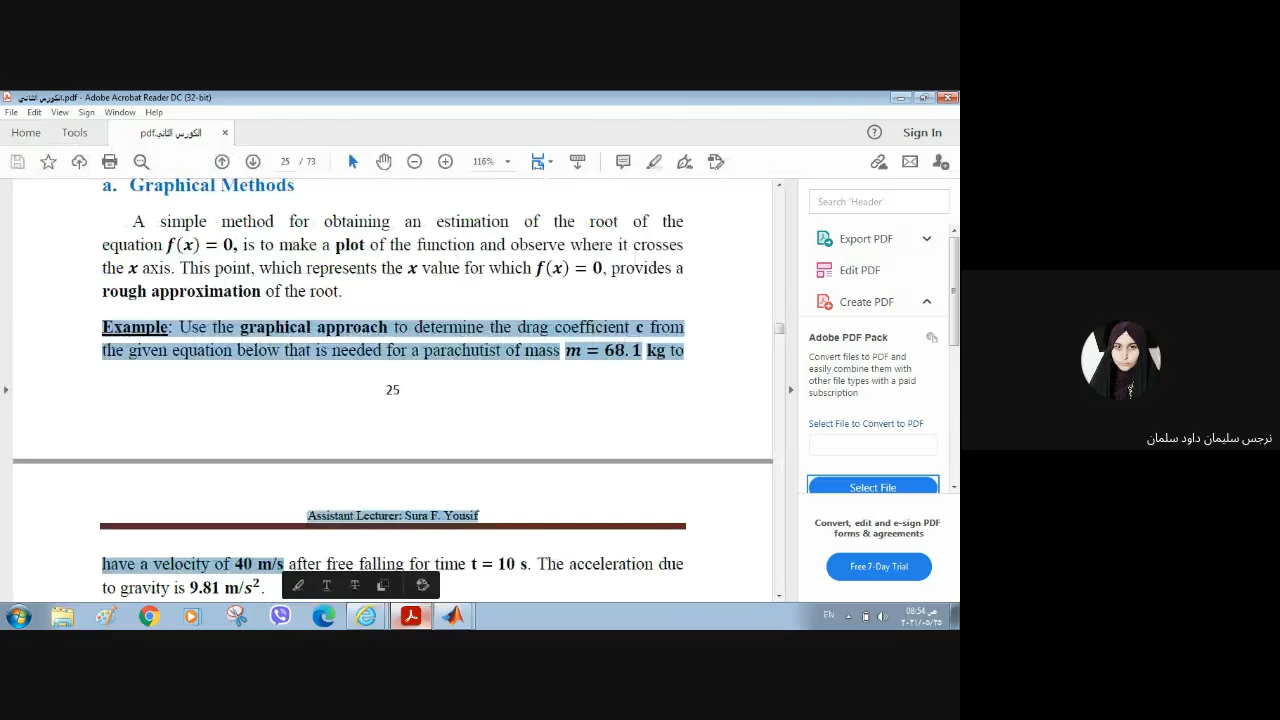 الكورس الثاني.pdf - Adobe Acrobat Reader DC (32-bit)
File Edit View Sign Window Help
Home Tools الكورس الثاني.pdf × Sign In
25 / 73 116%
a. Graphical Methods
A simple method for obtaining an estimation of the root of the
equation f(x) = 0, is to make a plot of the function and observe where it crosses
the x axis. This point, which represents the x value for which f(x) = 0, provides a
rough approximation of the root.
Example: Use the graphical approach to determine the drag coefficient c from
the given equation below that is needed for a parachutist of mass m = 68.1 kg to
25
Assistant Lecturer: Sura F. Yousif
have a velocity of 40 m/s after free falling for time t = 10 s. The acceleration due
to gravity is 9.81 m/s².
Search 'Header'
Export PDF
Edit PDF
Create PDF
Adobe PDF Pack
Convert files to PDF and
easily combine them with
other file types with a paid
subscription
Select File to Convert to PDF
Select File
Convert, edit and e-sign PDF
forms & agreements
Free 7-Day Trial
EN
08:54 ص
٢٠٢١/٠٥/٢٥
نرجس سليمان داود سلمان